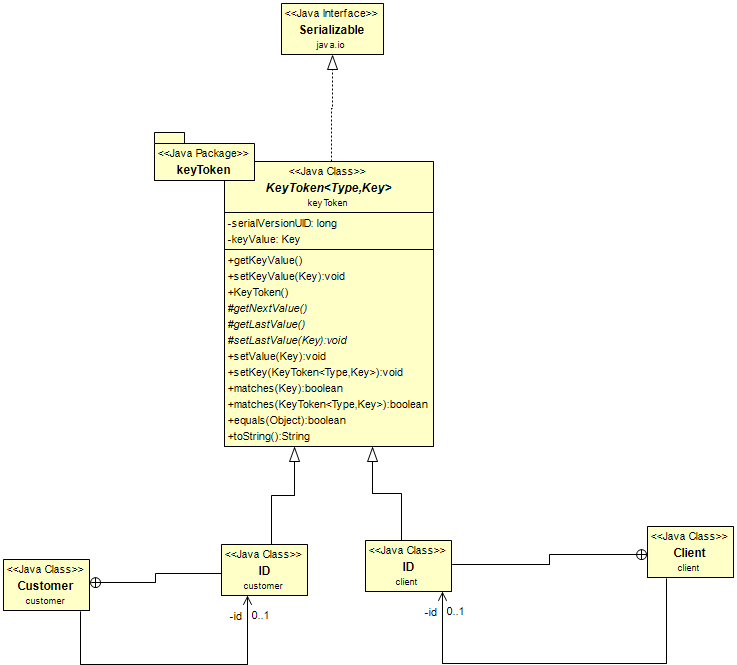 <<Java Interface>>
Serializable
java.io
<<Java Package>>
keyToken
<<Java Class>>
KeyToken<Type,Key>
keyToken
-serialVersionUID: long
-keyValue: Key
+getKeyValue()
+setKeyValue(Key):void
+KeyToken()
#getNextValue()
#getLastValue()
#setLastValue(Key):void
+setValue(Key):void
+setKey(KeyToken<Type,Key>):void
+matches(Key):boolean
+matches(KeyToken<Type,Key>):boolean
+equals(Object):boolean
+toString():String
<<Java Class>>
Customer
customer
<<Java Class>>
ID
customer
<<Java Class>>
ID
client
<<Java Class>>
Client
client
-id 0..1
-id 0..1